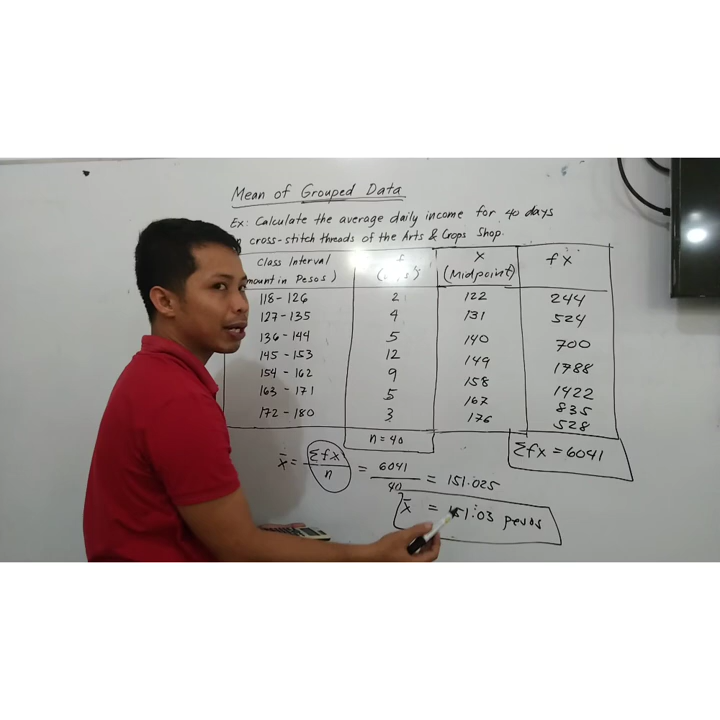 Mean of Grouped Data
Ex: Calculate the average daily income for 40 days
cross-stitch threads of the Arts & Crops Shop.
Class Interval X fX
mount in Pesos) (Midpoint)
118-126 2 122 244
127-135 4 131 524
136-144 5 140 700
145-153 12 149 1788
154-162 9 158 1422
163-171 5 167 835
172-180 3 176 528
n=40 Σfx=6041
x̄ = Σfx/n = 6041/40 = 151.025
x̄ = 151.03 pesos